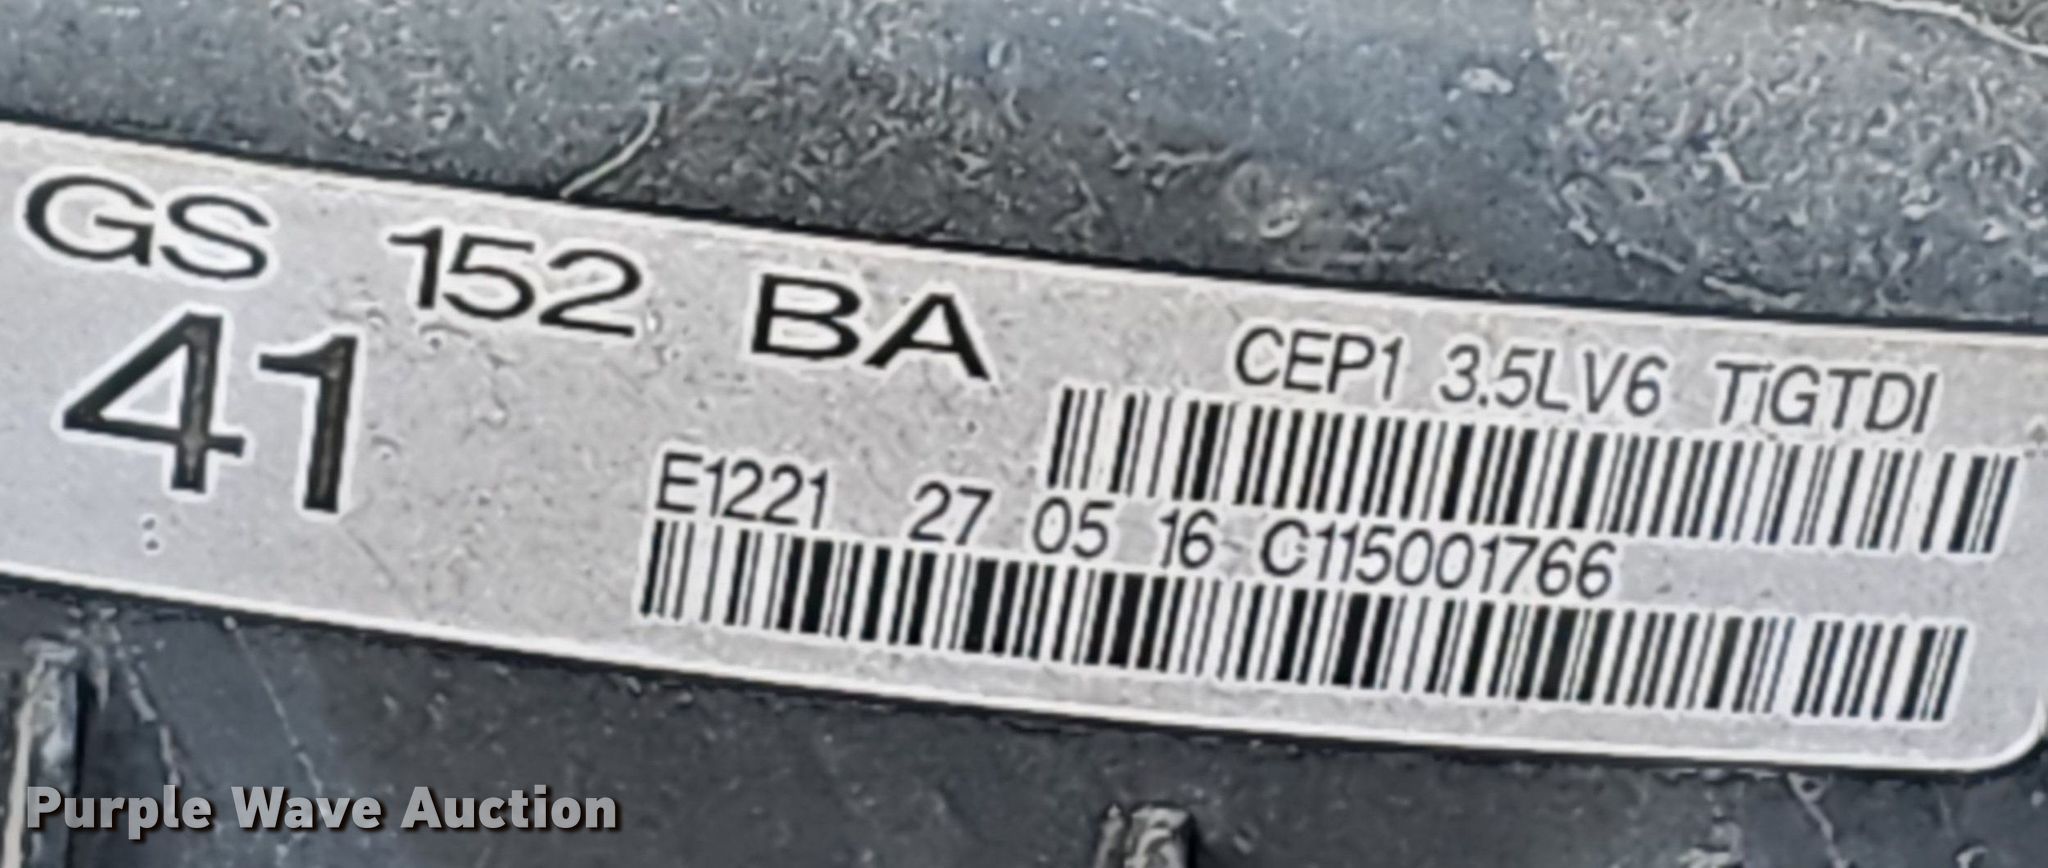 GS 152 BA
41
CEP1 3.5LV6 TiGTDI
E1221 27 05 16 C115001766
Purple Wave Auction